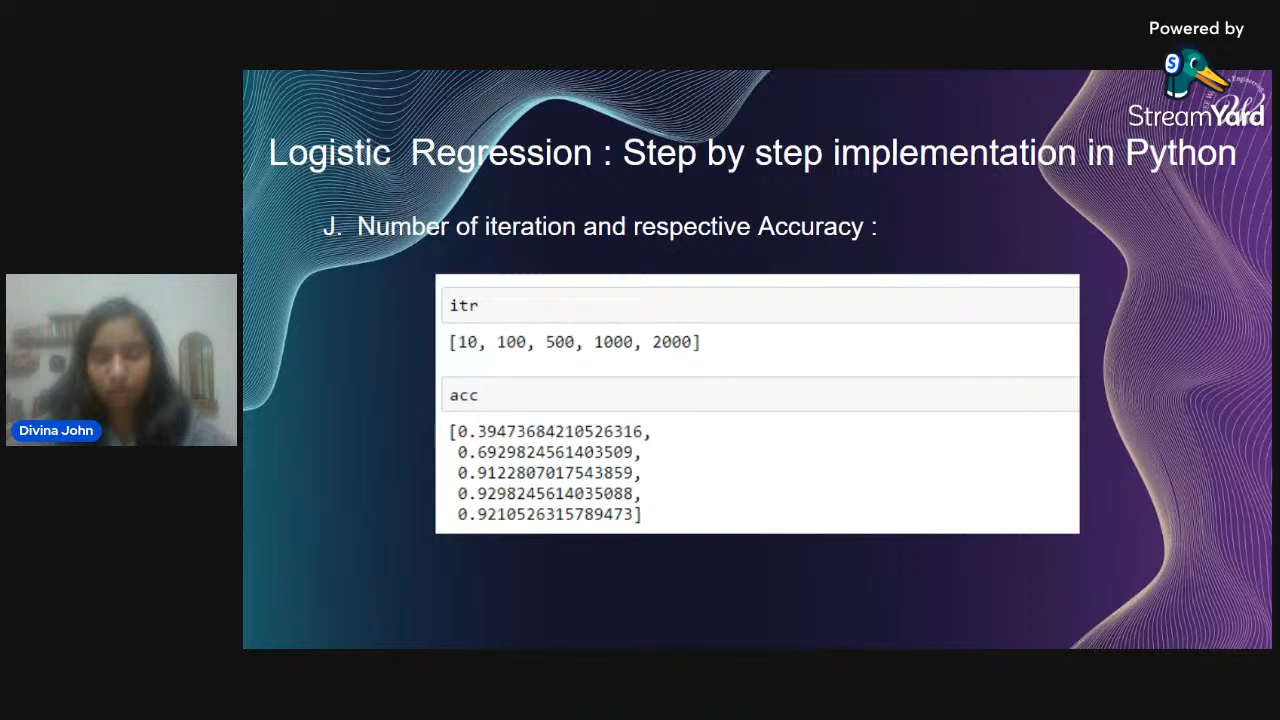 Powered by
StreamYard
Logistic Regression : Step by step implementation in Python
J. Number of iteration and respective Accuracy :
itr
[10, 100, 500, 1000, 2000]
acc
[0.39473684210526316,
0.6929824561403509,
0.9122807017543859,
0.9298245614035088,
0.9210526315789473]
Divina John